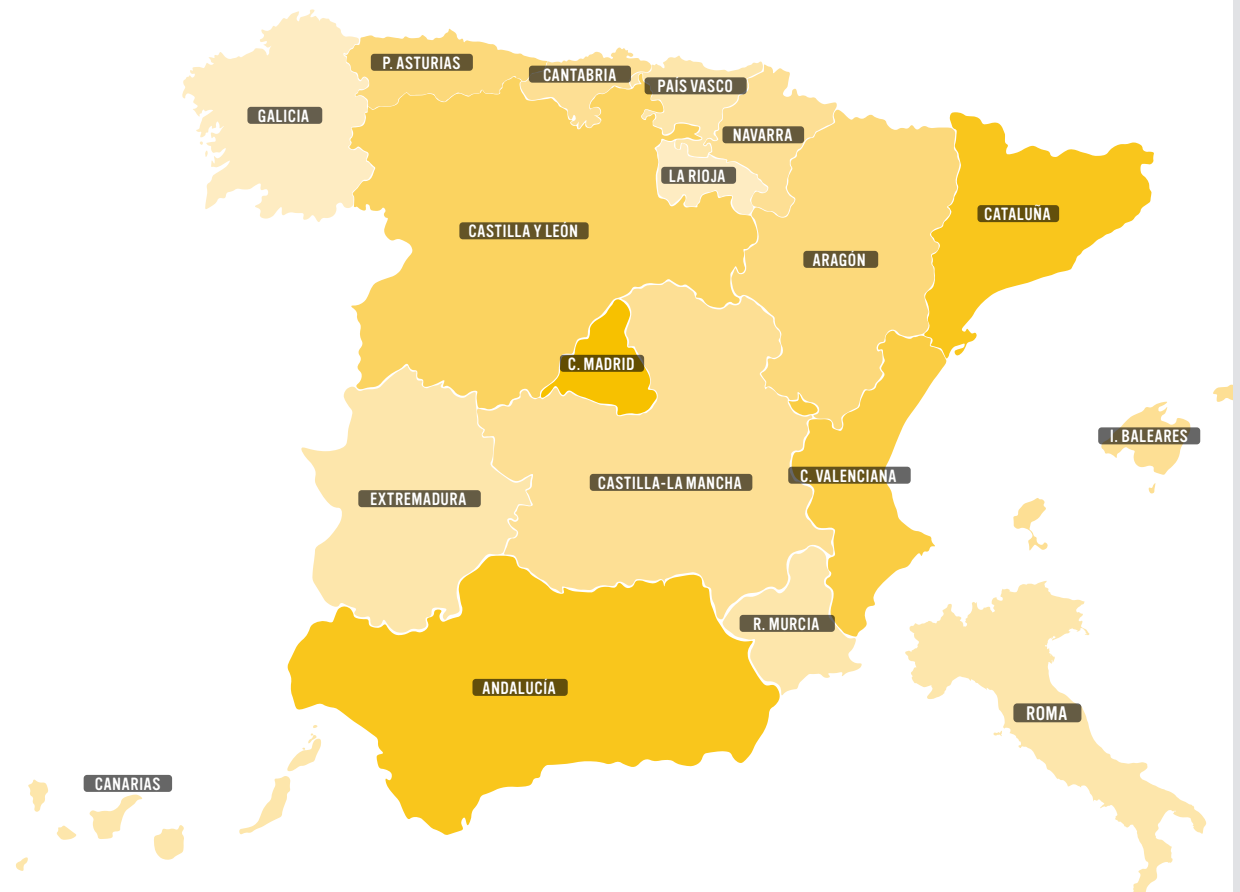 P. ASTURIAS
CANTABRIA
PAÍS VASCO
GALICIA
NAVARRA
LA RIOJA
CATALUÑA
CASTILLA Y LEÓN
ARAGÓN
C. MADRID
I. BALEARES
C. VALENCIANA
CASTILLA-LA MANCHA
EXTREMADURA
R. MURCIA
ANDALUCÍA
ROMA
CANARIAS